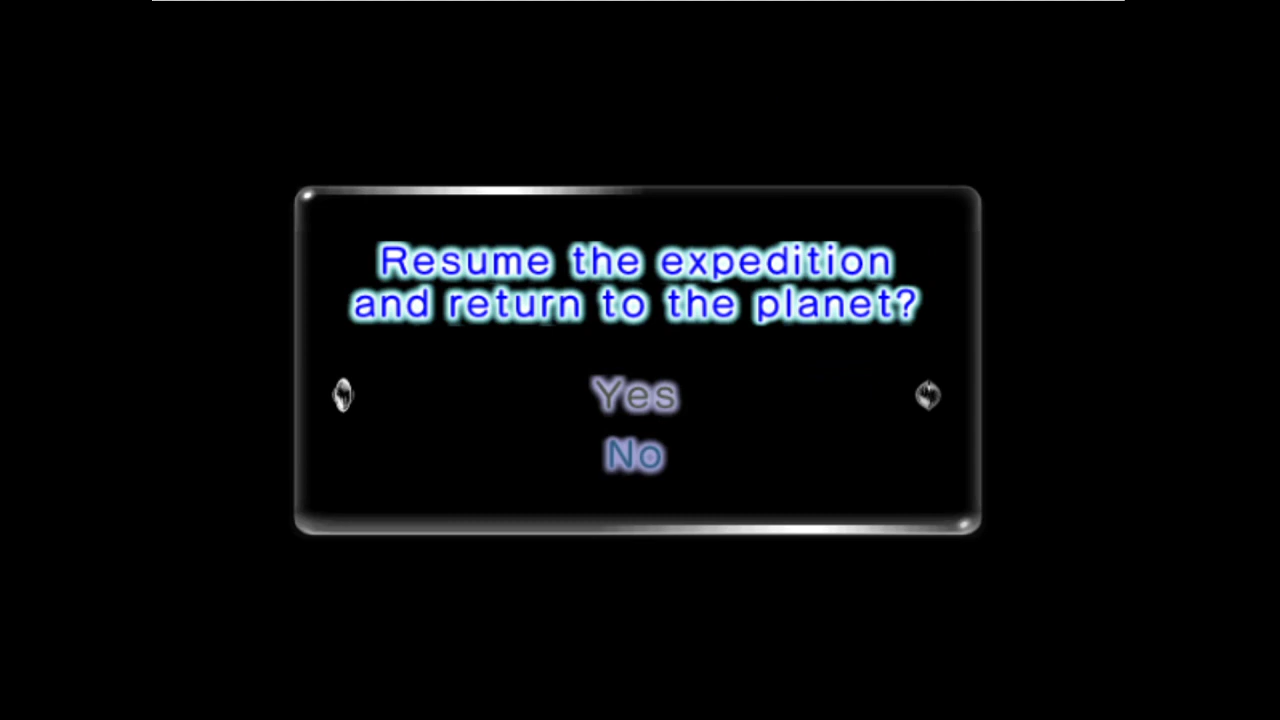 Resume the expedition
and return to the planet?
Yes
No